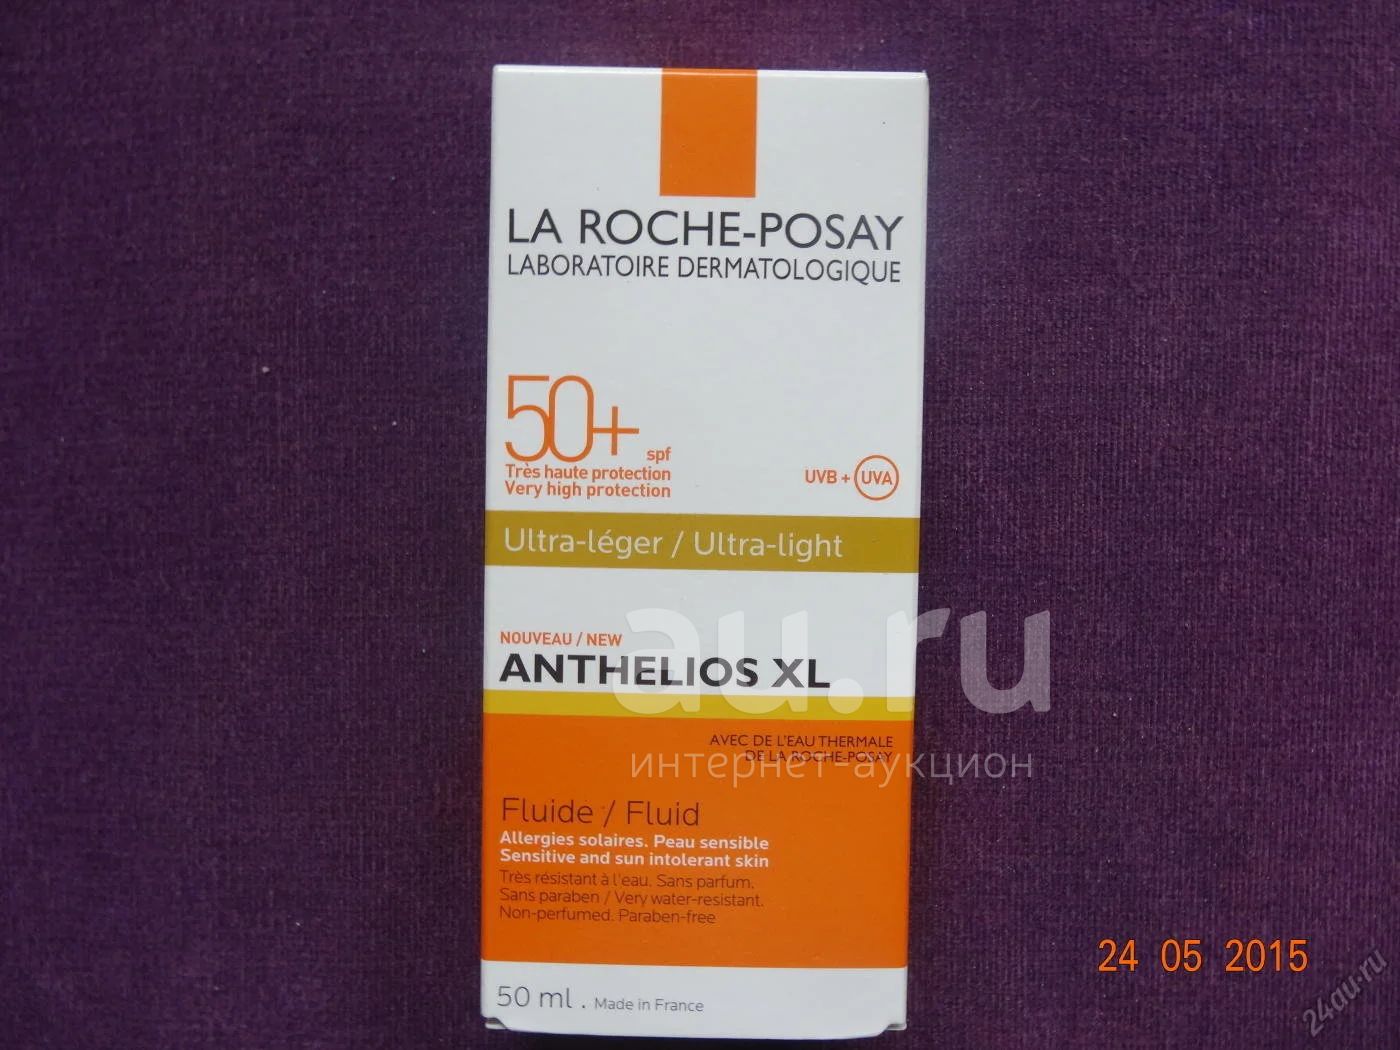 LA ROCHE-POSAY
LABORATOIRE DERMATOLOGIQUE
50+ spf
Très haute protection
Very high protection
UVB + UVA
Ultra-léger / Ultra-light
NOUVEAU / NEW
ANTHELIOS XL
au.ru
AVEC DE L'EAU THERMALE
DE LA ROCHE-POSAY
интернет-аукцион
Fluide / Fluid
Allergies solaires. Peau sensible
Sensitive and sun intolerant skin
Très résistant à l'eau. Sans parfum.
Sans paraben / Very water-resistant.
Non-perfumed. Paraben-free
50 ml . Made in France
24 05 2015
24au.ru